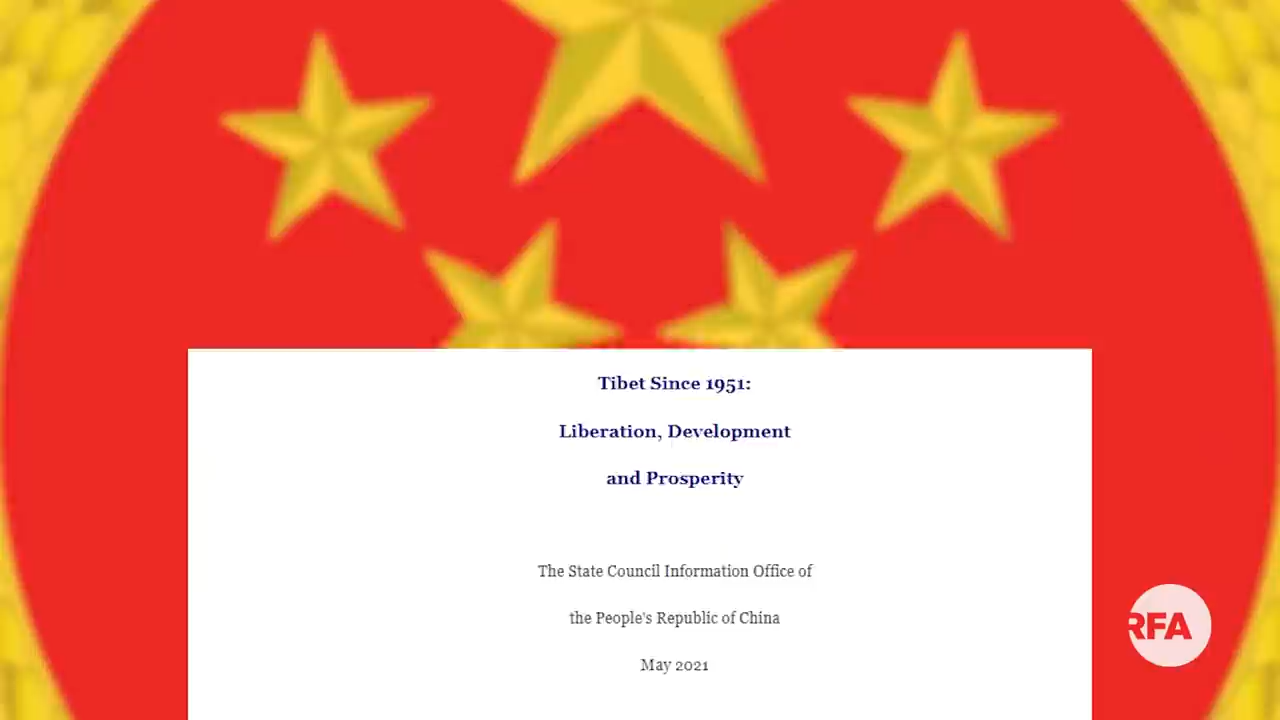 Tibet Since 1951:
Liberation, Development
and Prosperity
The State Council Information Office of
the People's Republic of China
May 2021
RFA